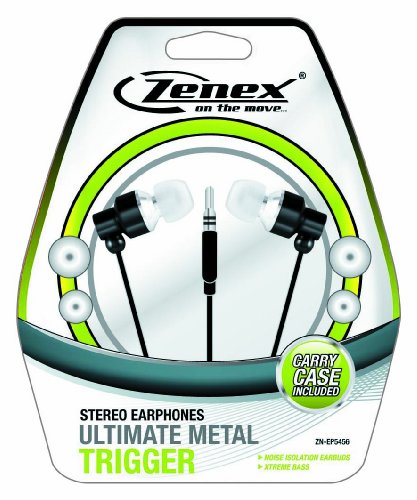 Zenex®
on the move...
CARRY
CASE
INCLUDED
STEREO EARPHONES
ULTIMATE METAL
TRIGGER
ZN-EP5456
NOISE ISOLATION EARBUDS
XTREME BASS